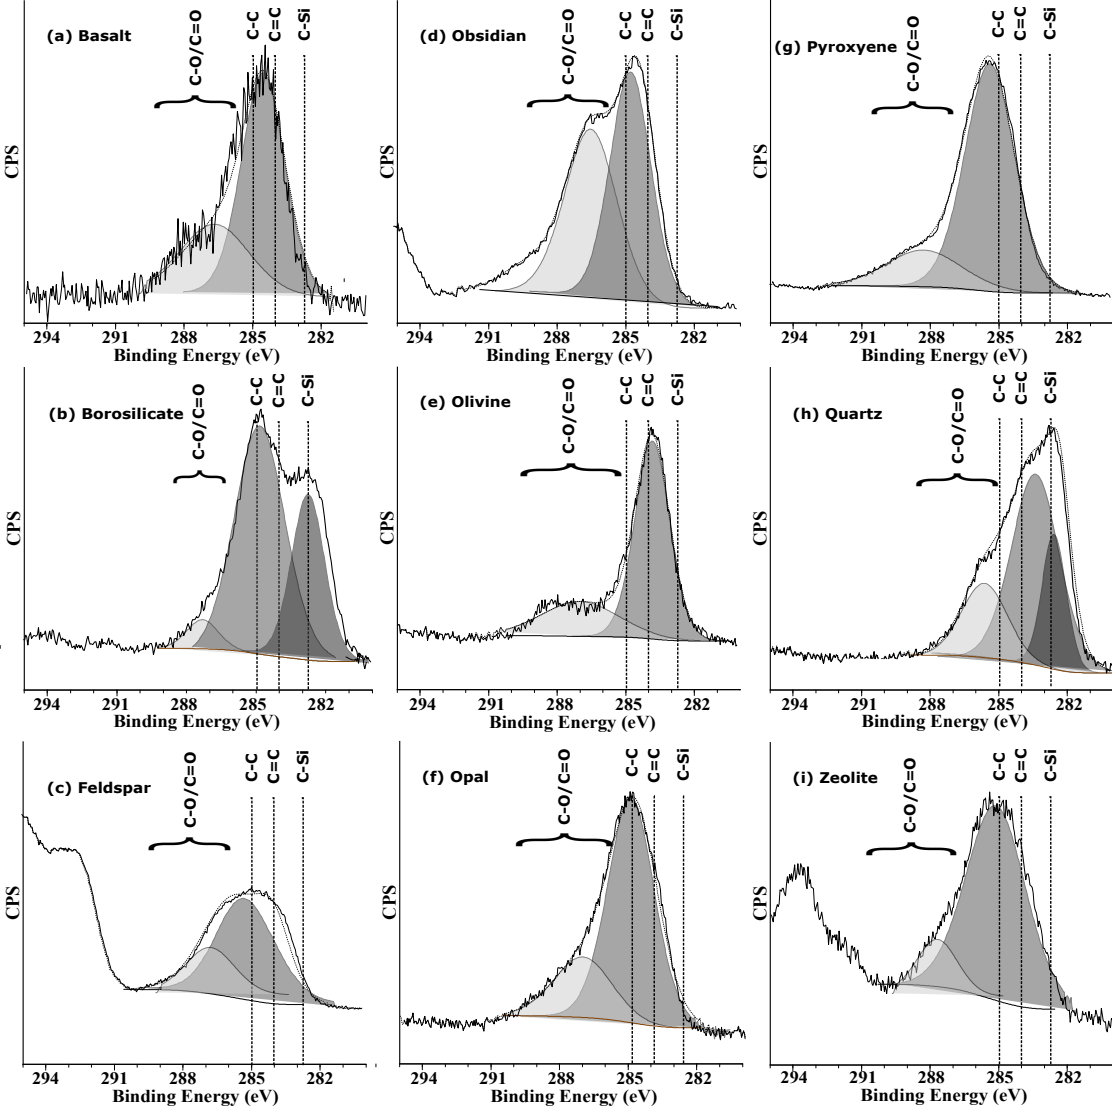 (a) Basalt
C-O/C=O
C-C
C=C
C-Si
CPS
294 291 288 285 282
Binding Energy (eV)
(d) Obsidian
C-O/C=O
C-C
C=C
C-Si
CPS
294 291 288 285 282
Binding Energy (eV)
(g) Pyroxyene
C-O/C=O
C-C
C=C
C-Si
CPS
294 291 288 285 282
Binding Energy (eV)
(b) Borosilicate
C-O/C=O
C-C
C=C
C-Si
CPS
294 291 288 285 282
Binding Energy (eV)
(e) Olivine
C-O/C=O
C-C
C=C
C-Si
CPS
294 291 288 285 282
Binding Energy (eV)
(h) Quartz
C-O/C=O
C-C
C=C
C-Si
CPS
294 291 288 285 282
Binding Energy (eV)
(c) Feldspar
C-O/C=O
C-C
C=C
C-Si
CPS
294 291 288 285 282
Binding Energy (eV)
(f) Opal
C-O/C=O
C-C
C=C
C-Si
CPS
294 291 288 285 282
Binding Energy (eV)
(i) Zeolite
C-O/C=O
C-C
C=C
C-Si
CPS
294 291 288 285 282
Binding Energy (eV)